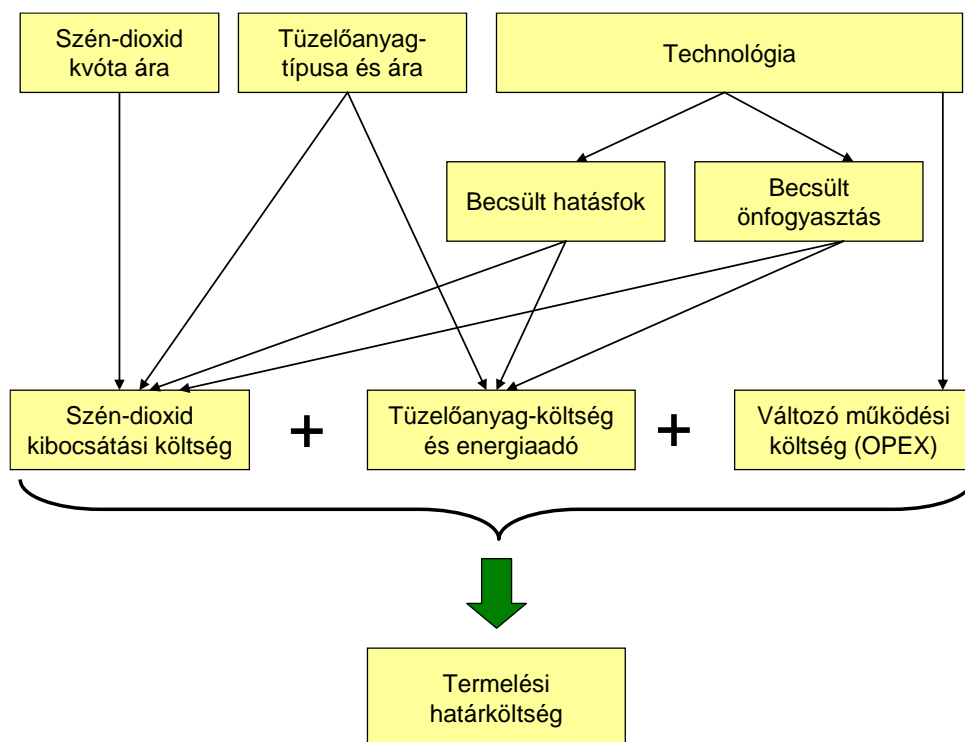 Szén-dioxid
kvóta ára
Tüzelőanyag-
típusa és ára
Technológia
Becsült hatásfok
Becsült
önfogyasztás
Szén-dioxid
kibocsátási költség
+
Tüzelőanyag-költség
és energiaadó
+
Változó működési
költség (OPEX)
Termelési
határköltség